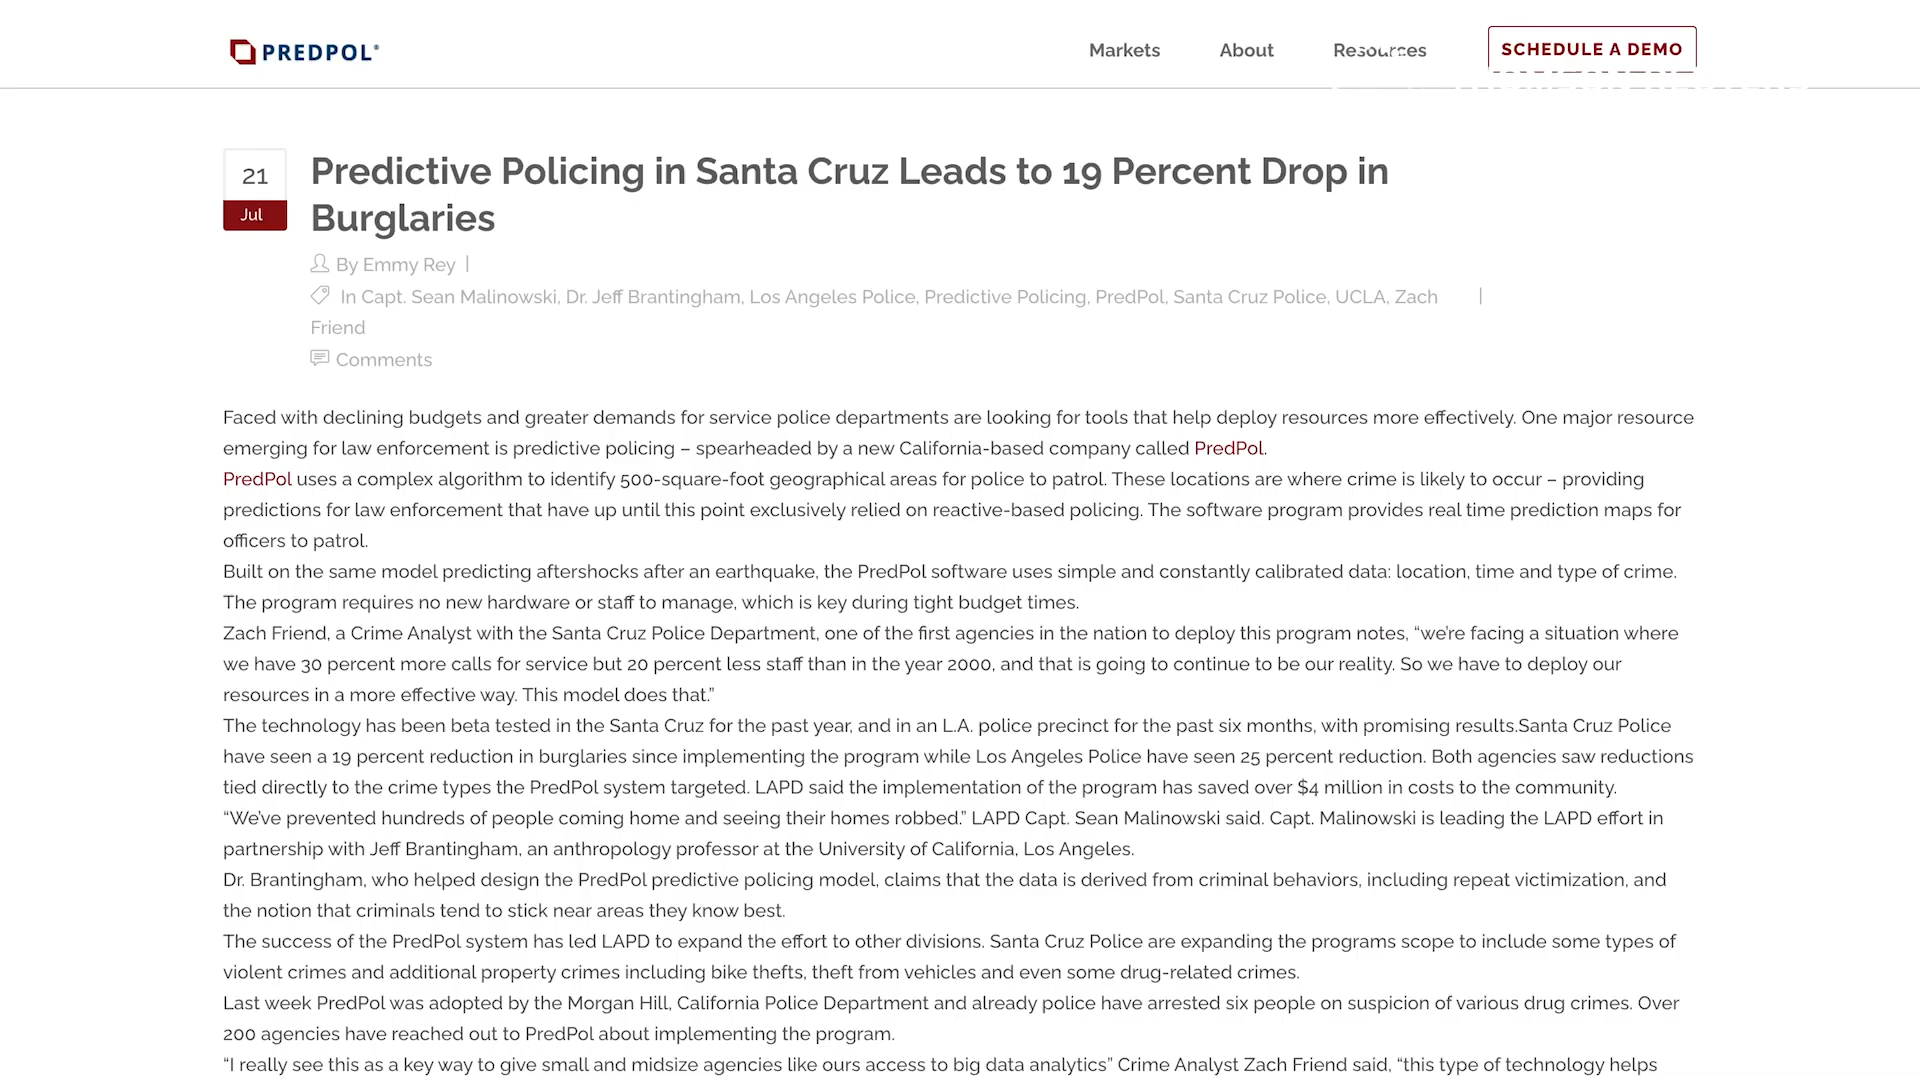 PREDPOL®
Markets
About
Resources
SCHEDULE A DEMO
21
Jul
Predictive Policing in Santa Cruz Leads to 19 Percent Drop in
Burglaries
By Emmy Rey |
In Capt. Sean Malinowski, Dr. Jeff Brantingham, Los Angeles Police, Predictive Policing, PredPol, Santa Cruz Police, UCLA, Zach |
Friend
Comments
Faced with declining budgets and greater demands for service police departments are looking for tools that help deploy resources more effectively. One major resource
emerging for law enforcement is predictive policing – spearheaded by a new California-based company called PredPol.
PredPol uses a complex algorithm to identify 500-square-foot geographical areas for police to patrol. These locations are where crime is likely to occur – providing
predictions for law enforcement that have up until this point exclusively relied on reactive-based policing. The software program provides real time prediction maps for
officers to patrol.
Built on the same model predicting aftershocks after an earthquake, the PredPol software uses simple and constantly calibrated data: location, time and type of crime.
The program requires no new hardware or staff to manage, which is key during tight budget times.
Zach Friend, a Crime Analyst with the Santa Cruz Police Department, one of the first agencies in the nation to deploy this program notes, “we’re facing a situation where
we have 30 percent more calls for service but 20 percent less staff than in the year 2000, and that is going to continue to be our reality. So we have to deploy our
resources in a more effective way. This model does that.”
The technology has been beta tested in the Santa Cruz for the past year, and in an L.A. police precinct for the past six months, with promising results.Santa Cruz Police
have seen a 19 percent reduction in burglaries since implementing the program while Los Angeles Police have seen 25 percent reduction. Both agencies saw reductions
tied directly to the crime types the PredPol system targeted. LAPD said the implementation of the program has saved over $4 million in costs to the community.
“We’ve prevented hundreds of people coming home and seeing their homes robbed.” LAPD Capt. Sean Malinowski said. Capt. Malinowski is leading the LAPD effort in
partnership with Jeff Brantingham, an anthropology professor at the University of California, Los Angeles.
Dr. Brantingham, who helped design the PredPol predictive policing model, claims that the data is derived from criminal behaviors, including repeat victimization, and
the notion that criminals tend to stick near areas they know best.
The success of the PredPol system has led LAPD to expand the effort to other divisions. Santa Cruz Police are expanding the programs scope to include some types of
violent crimes and additional property crimes including bike thefts, theft from vehicles and even some drug-related crimes.
Last week PredPol was adopted by the Morgan Hill, California Police Department and already police have arrested six people on suspicion of various drug crimes. Over
200 agencies have reached out to PredPol about implementing the program.
“I really see this as a key way to give small and midsize agencies like ours access to big data analytics” Crime Analyst Zach Friend said, “this type of technology helps